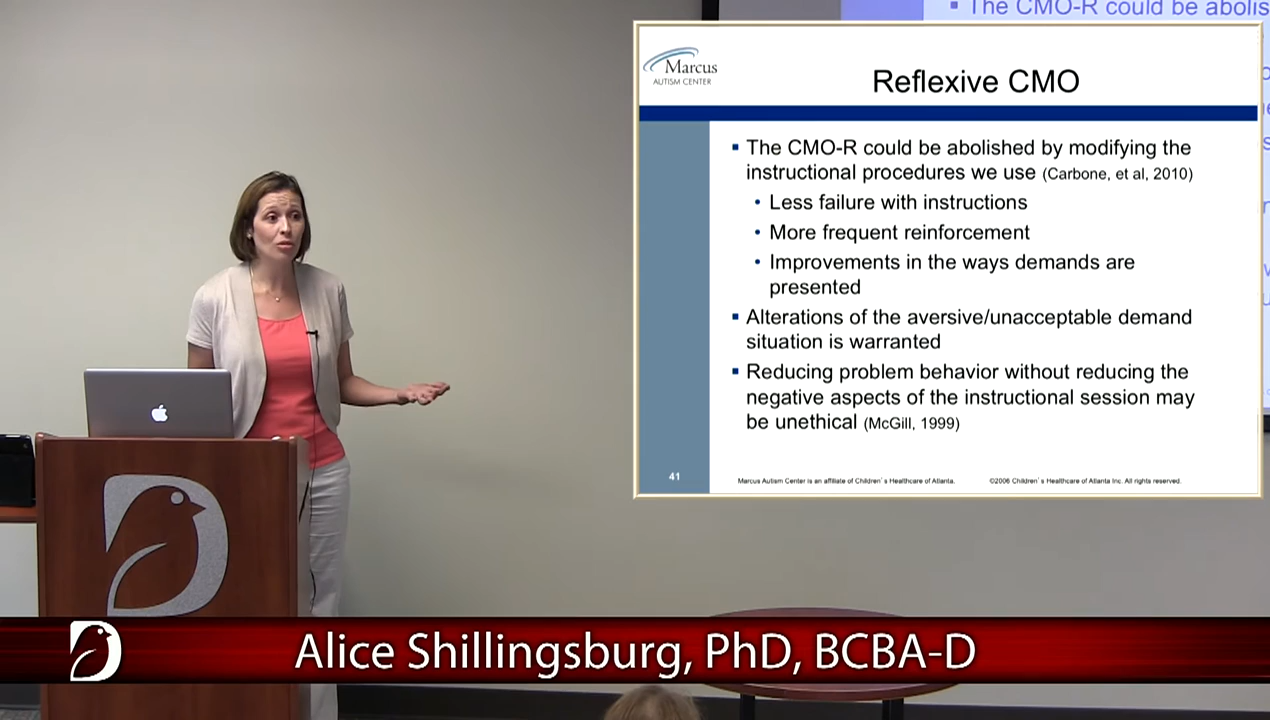 The CMO-R could be abolis
Marcus
AUTISM CENTER
Reflexive CMO
▪ The CMO-R could be abolished by modifying the
instructional procedures we use (Carbone, et al, 2010)
• Less failure with instructions
• More frequent reinforcement
• Improvements in the ways demands are
presented
▪ Alterations of the aversive/unacceptable demand
situation is warranted
▪ Reducing problem behavior without reducing the
negative aspects of the instructional session may
be unethical (McGill, 1999)
41
Marcus Autism Center is an affiliate of Children`s Healthcare of Atlanta.
©2006 Children`s Healthcare of Atlanta Inc. All rights reserved.
Alice Shillingsburg, PhD, BCBA-D